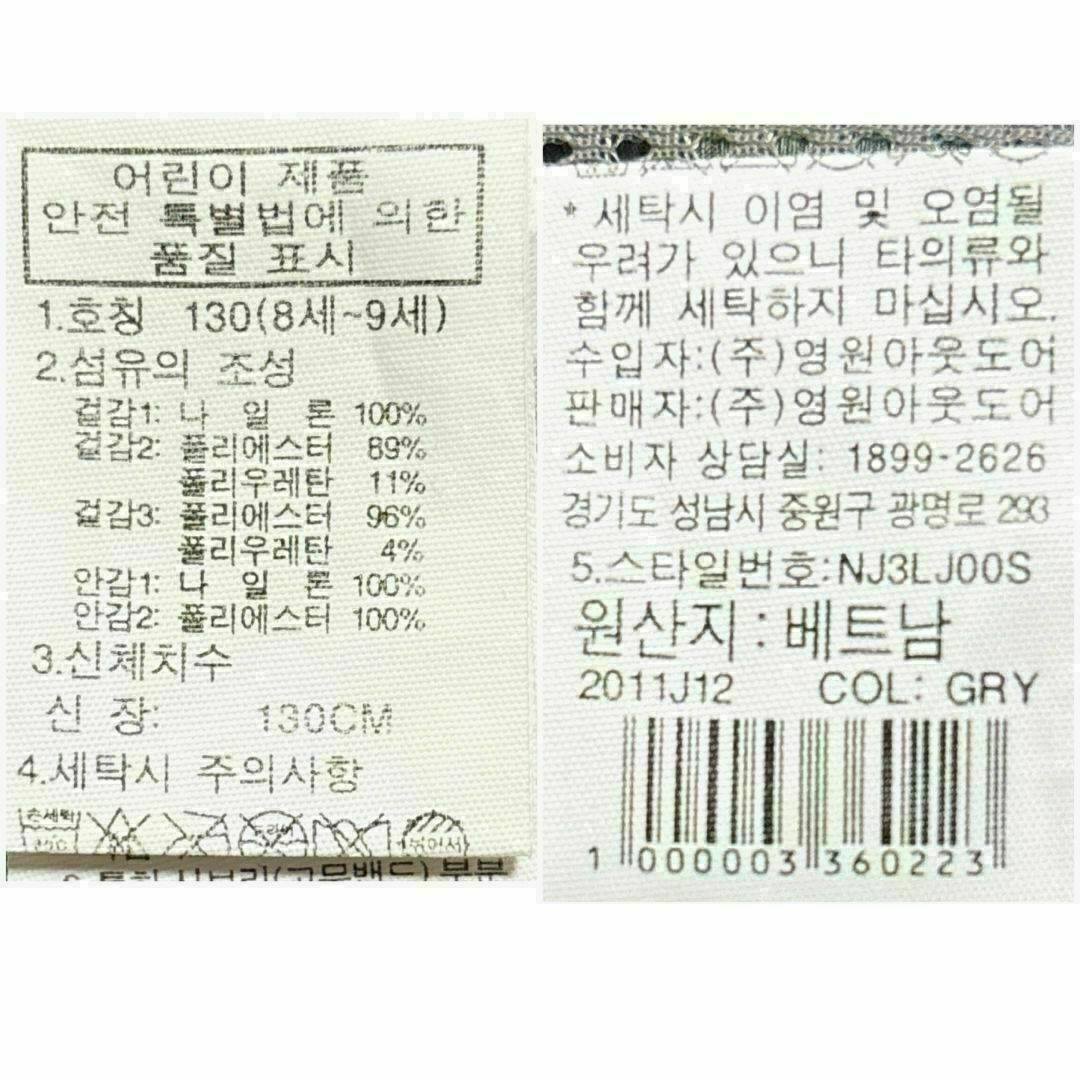 어린이 제품
안전 특별법에 의한
품질 표시
1.호칭 130(8세~9세)
2.섬유의 조성
겉감1: 나 일 론 100%
겉감2: 폴리에스터 89%
폴리우레탄 11%
겉감3: 폴리에스터 96%
폴리우레탄 4%
안감1: 나 일 론 100%
안감2: 폴리에스터 100%
3.신체치수
신 장: 130CM
4.세탁시 주의사항
손세탁
* 세탁시 이염 및 오염될
우려가 있으니 타의류와
함께 세탁하지 마십시오.
수입자:(주)영원아웃도어
판매자:(주)영원아웃도어
소비자 상담실: 1899-2626
경기도 성남시 중원구 광명로 293
5.스타일번호:NJ3LJ00S
원산지 : 베트남
2011J12 COL: GRY
1 000003 360223